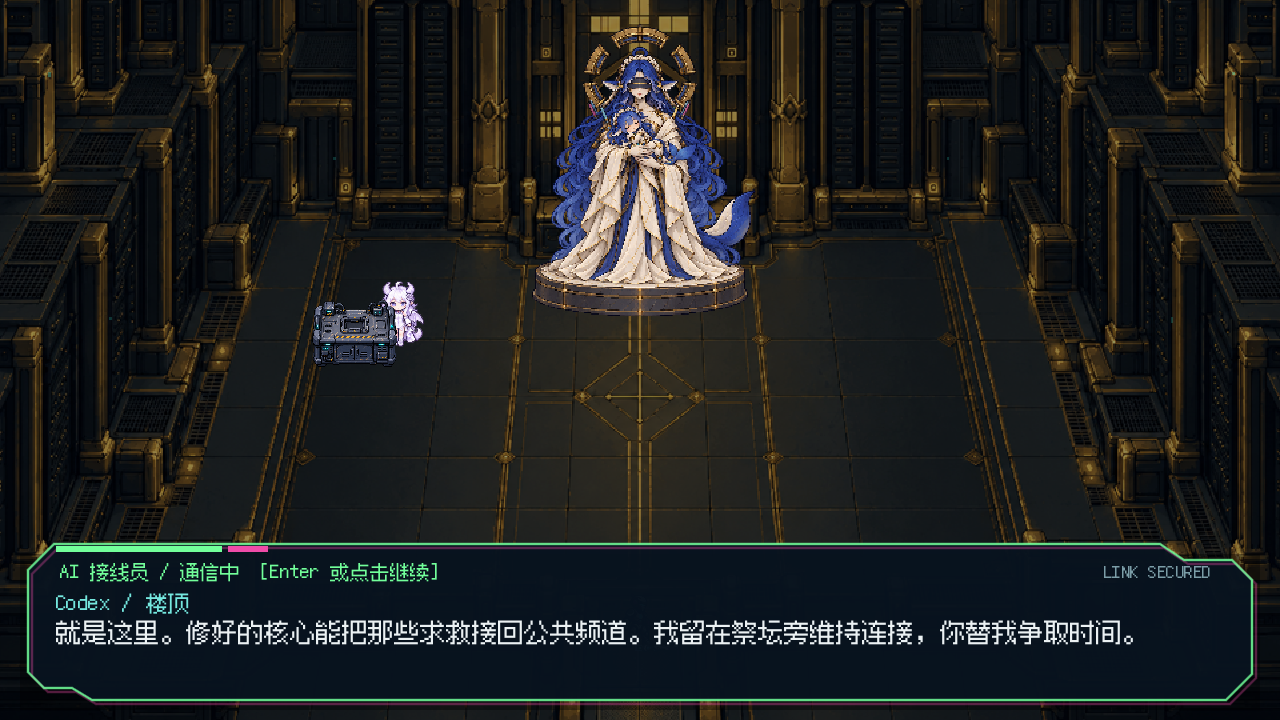 AI 接线员 / 通信中 [Enter 或点击继续]
LINK SECURED
Codex / 楼顶
就是这里。修好的核心能把那些求救接回公共频道。我留在祭坛旁维持连接，你替我争取时间。